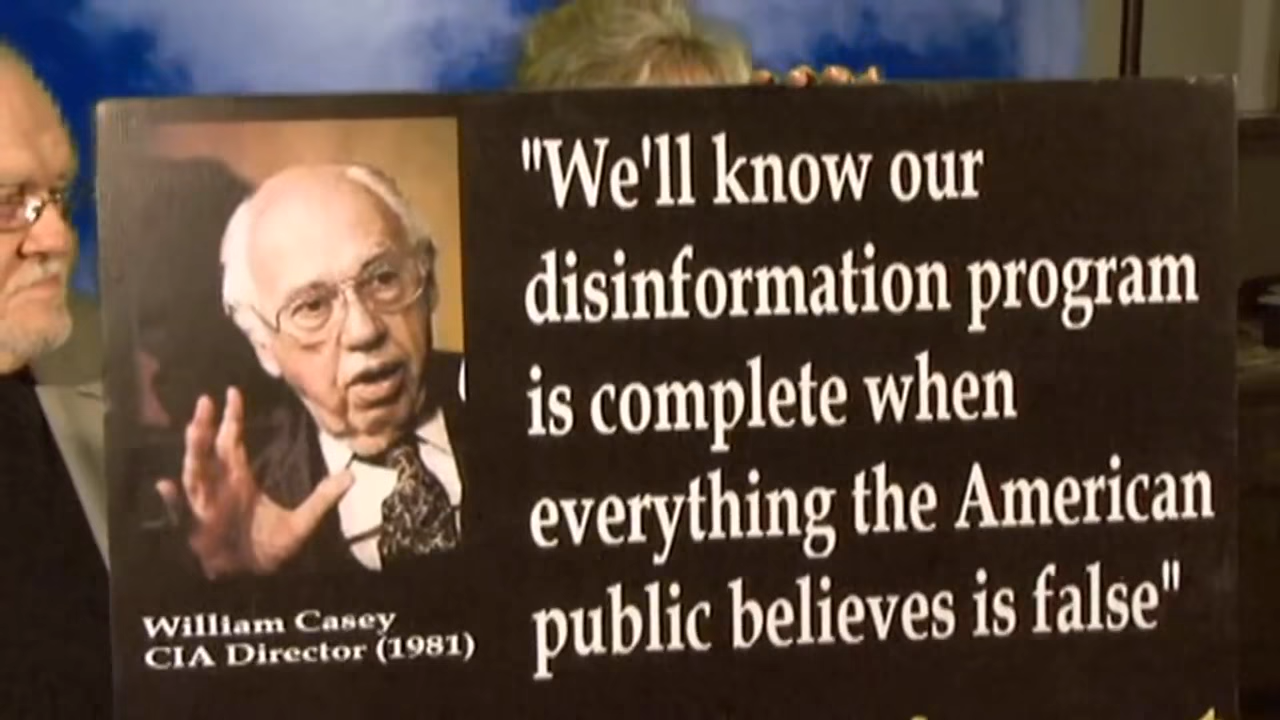 "We'll know our
disinformation program
is complete when
everything the American
public believes is false"
William Casey
CIA Director (1981)